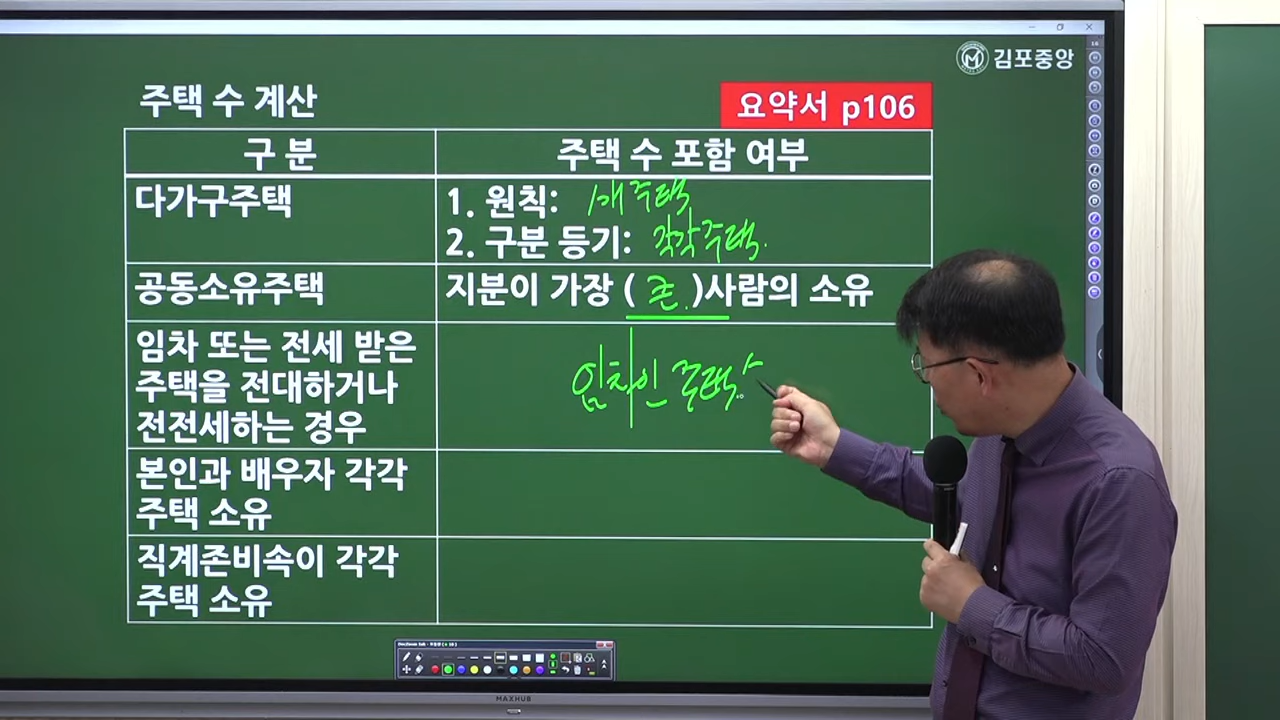 김포중앙
주택 수 계산
요약서 p106
구 분
주택 수 포함 여부
다가구주택
1. 원칙: 1개 주택
2. 구분 등기: 각각 주택.
공동소유주택
지분이 가장 ( 큰 )사람의 소유
임차 또는 전세 받은
주택을 전대하거나
전전세하는 경우
임차인 주택
본인과 배우자 각각
주택 소유
직계존비속이 각각
주택 소유
MAXHUB